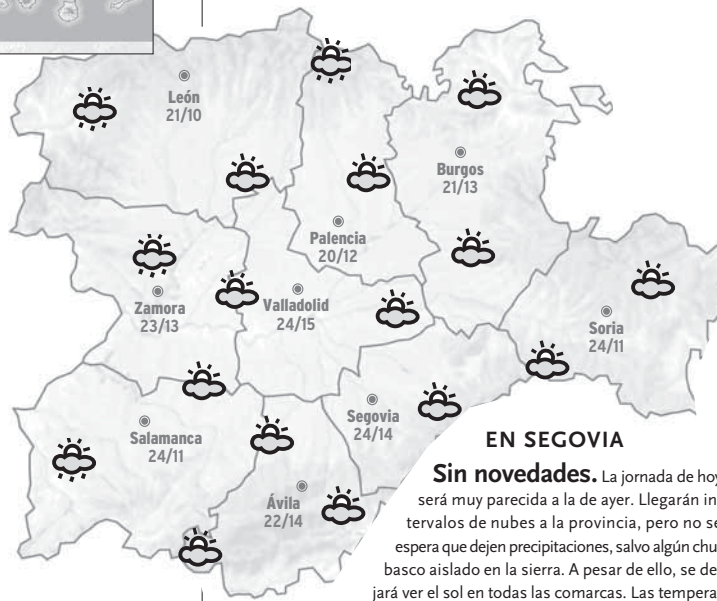 León
21/10
Burgos
21/13
Palencia
20/12
Zamora
23/13
Valladolid
24/15
Soria
24/11
Segovia
24/14
Salamanca
24/11
Ávila
22/14
EN SEGOVIA
Sin novedades. La jornada de hoy
será muy parecida a la de ayer. Llegarán in-
tervalos de nubes a la provincia, pero no se
espera que dejen precipitaciones, salvo algún chu-
basco aislado en la sierra. A pesar de ello, se de-
jará ver el sol en todas las comarcas. Las tempera-